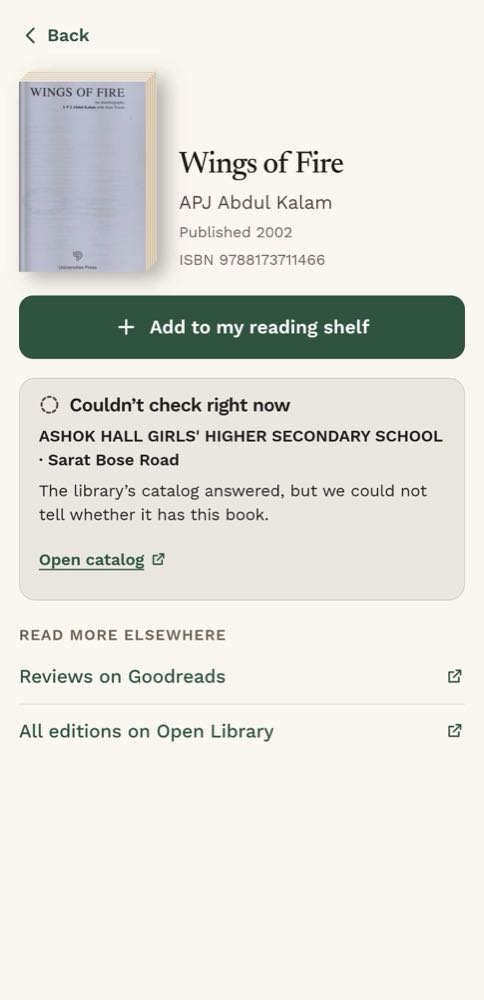 Back
WINGS OF FIRE
An Autobiography
A P J Abdul Kalam with Arun Tiwari
Universities Press
Wings of Fire
APJ Abdul Kalam
Published 2002
ISBN 9788173711466
Add to my reading shelf
Couldn’t check right now
ASHOK HALL GIRLS' HIGHER SECONDARY SCHOOL
· Sarat Bose Road
The library’s catalog answered, but we could not
tell whether it has this book.
Open catalog
READ MORE ELSEWHERE
Reviews on Goodreads
All editions on Open Library